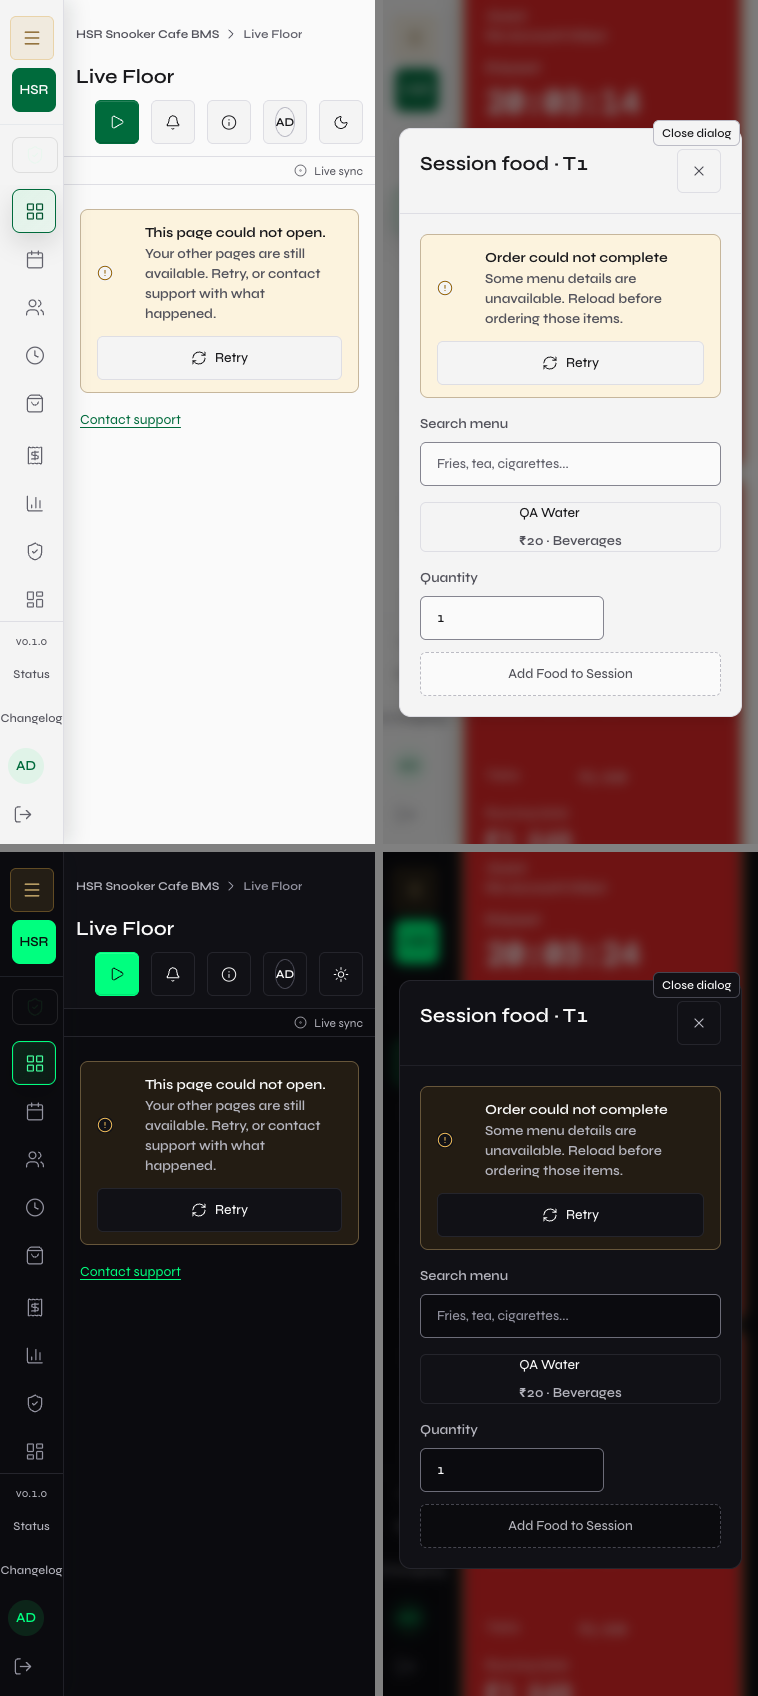 HSR Snooker Cafe BMS > Live Floor
HSR
Live Floor
AD
Live sync
This page could not open.
Your other pages are still
available. Retry, or contact
support with what
happened.
Retry
Contact support
v0.1.0
Status
Changelog
AD
20:03:14
Close dialog
Session food · T1
Order could not complete
Some menu details are
unavailable. Reload before
ordering those items.
Retry
Search menu
Fries, tea, cigarettes...
QA Water
₹20 · Beverages
Quantity
1
Add Food to Session
HSR Snooker Cafe BMS > Live Floor
HSR
Live Floor
AD
Live sync
This page could not open.
Your other pages are still
available. Retry, or contact
support with what
happened.
Retry
Contact support
v0.1.0
Status
Changelog
AD
20:03:24
Close dialog
Session food · T1
Order could not complete
Some menu details are
unavailable. Reload before
ordering those items.
Retry
Search menu
Fries, tea, cigarettes...
QA Water
₹20 · Beverages
Quantity
1
Add Food to Session